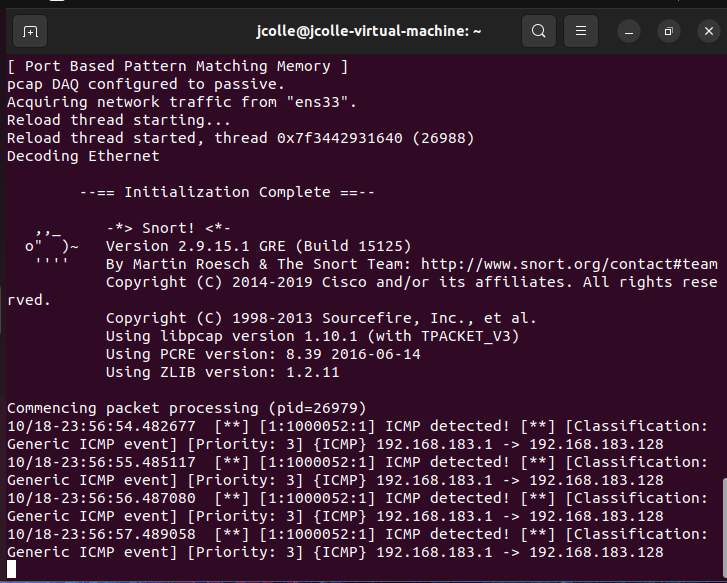 jcolle@jcolle-virtual-machine: ~
[ Port Based Pattern Matching Memory ]
pcap DAQ configured to passive.
Acquiring network traffic from "ens33".
Reload thread starting...
Reload thread started, thread 0x7f3442931640 (26988)
Decoding Ethernet
--== Initialization Complete ==--
,,_     -*> Snort! <*-
o"  )~   Version 2.9.15.1 GRE (Build 15125)
''''    By Martin Roesch & The Snort Team: http://www.snort.org/contact#team
Copyright (C) 2014-2019 Cisco and/or its affiliates. All rights rese
rved.
Copyright (C) 1998-2013 Sourcefire, Inc., et al.
Using libpcap version 1.10.1 (with TPACKET_V3)
Using PCRE version: 8.39 2016-06-14
Using ZLIB version: 1.2.11
Commencing packet processing (pid=26979)
10/18-23:56:54.482677  [**] [1:1000052:1] ICMP detected! [**] [Classification:
Generic ICMP event] [Priority: 3] {ICMP} 192.168.183.1 -> 192.168.183.128
10/18-23:56:55.485117  [**] [1:1000052:1] ICMP detected! [**] [Classification:
Generic ICMP event] [Priority: 3] {ICMP} 192.168.183.1 -> 192.168.183.128
10/18-23:56:56.487080  [**] [1:1000052:1] ICMP detected! [**] [Classification:
Generic ICMP event] [Priority: 3] {ICMP} 192.168.183.1 -> 192.168.183.128
10/18-23:56:57.489058  [**] [1:1000052:1] ICMP detected! [**] [Classification:
Generic ICMP event] [Priority: 3] {ICMP} 192.168.183.1 -> 192.168.183.128